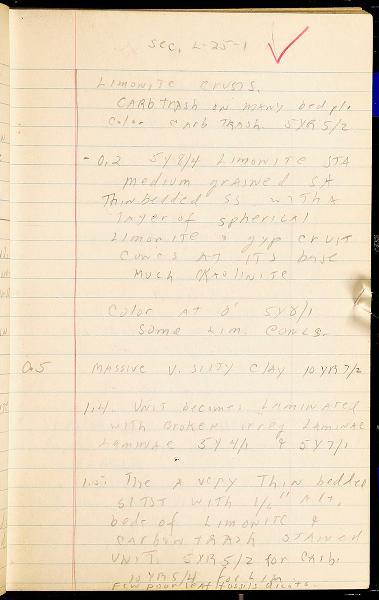 Sec. L-25-1
Limonite crusts.
Carb trash on many bed pl.
Color carb trash. 5YR 5/2
- 0.2 5Y 8/4 Limonite sta
medium grained SA
Thin bedded SS with a
layer of spherical
Limonite & gyp crust
concs at its base
Much Kaolinite
Color at 0' 5Y 8/1
Some Lim. Concs.
0.5 Massive v. silty clay 10YR 7/2
1.4. Unit becomes Laminated
with Broken irreg Laminae
Laminae 5Y 4/1 & 5Y 7/1
The a very thin bedded
SLTST with 1/6" alt.
beds of Limonite &
carbon trash stained
unit. 5YR 5/2 for carb.
10YR 5/4 for Lim.
Few poor leaf fossils dicots.